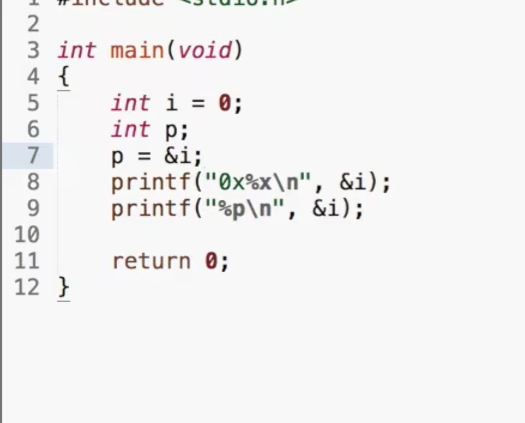 1 #include <stdio.h>
2
3 int main(void)
4 {
5     int i = 0;
6     int p;
7     p = &i;
8     printf("0x%x\n", &i);
9     printf("%p\n", &i);
10
11     return 0;
12 }